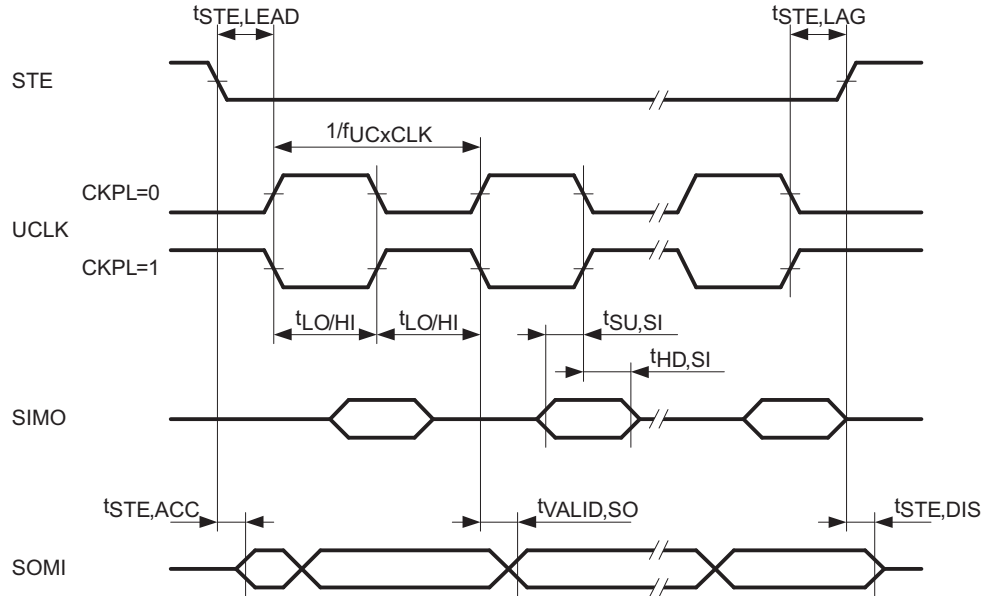 tSTE,LEAD
tSTE,LAG
STE
1/fUCxCLK
CKPL=0
UCLK
CKPL=1
tLO/HI
tLO/HI
tSU,SI
tHD,SI
SIMO
tSTE,ACC
tVALID,SO
tSTE,DIS
SOMI